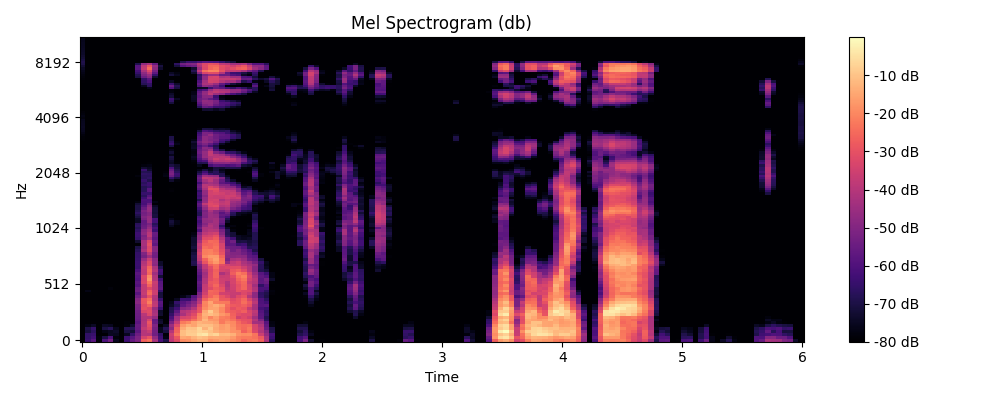 Mel Spectrogram (db)
8192
4096
2048
1024
512
0
Hz
0 1 2 3 4 5 6
Time
-10 dB
-20 dB
-30 dB
-40 dB
-50 dB
-60 dB
-70 dB
-80 dB